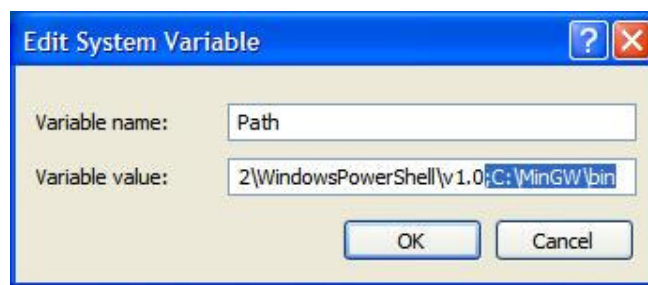 Edit System Variable
Variable name: Path
Variable value: 2\WindowsPowerShell\v1.0;C:\MinGW\bin
OK Cancel